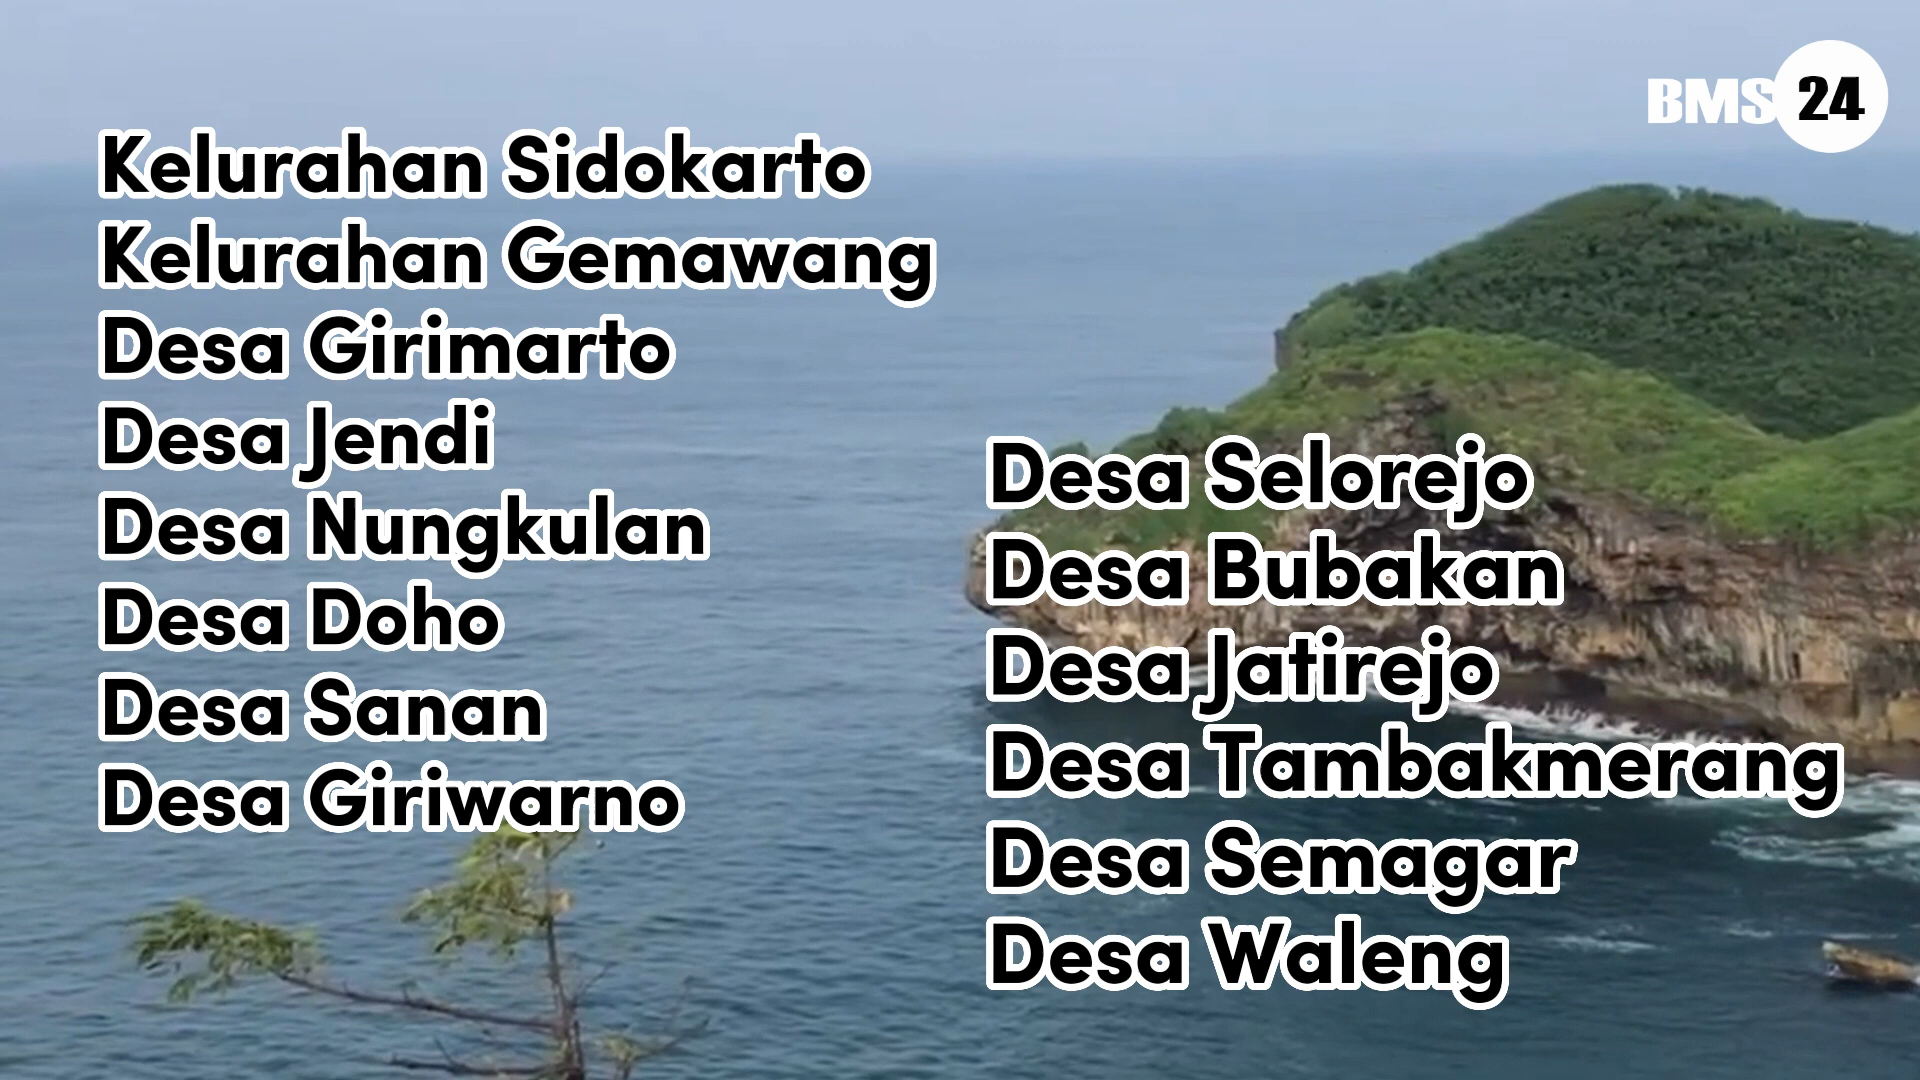 BMS 24
Kelurahan Sidokarto
Kelurahan Gemawang
Desa Girimarto
Desa Jendi
Desa Nungkulan
Desa Doho
Desa Sanan
Desa Giriwarno
Desa Selorejo
Desa Bubakan
Desa Jatirejo
Desa Tambakmerang
Desa Semagar
Desa Waleng